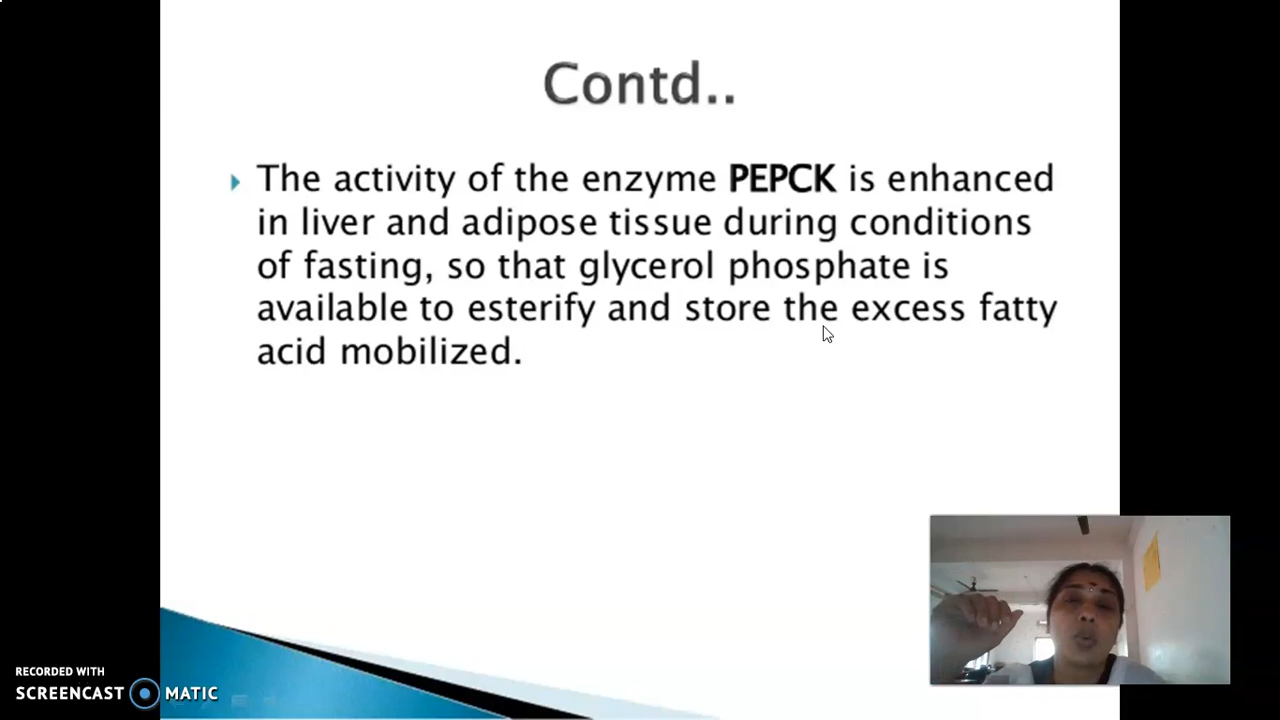 Contd..
The activity of the enzyme PEPCK is enhanced
in liver and adipose tissue during conditions
of fasting, so that glycerol phosphate is
available to esterify and store the excess fatty
acid mobilized.
RECORDED WITH
SCREENCAST MATIC